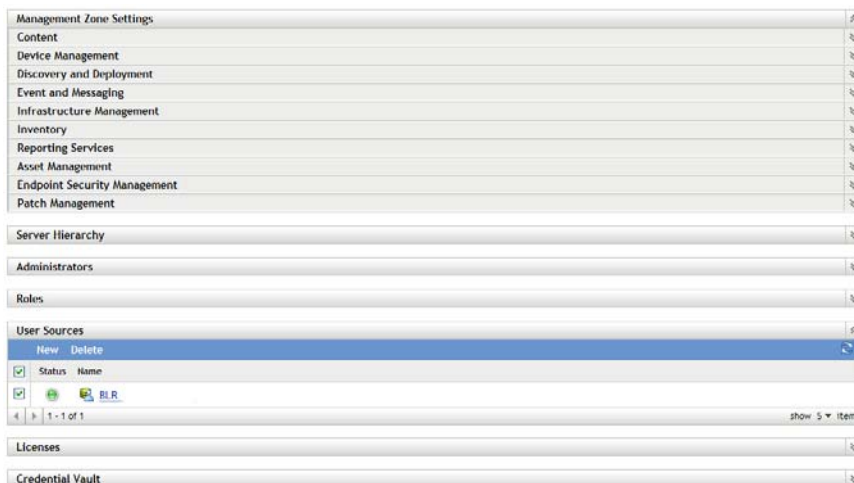 Management Zone Settings
Content
Device Management
Discovery and Deployment
Event and Messaging
Infrastructure Management
Inventory
Reporting Services
Asset Management
Endpoint Security Management
Patch Management
Server Hierarchy
Administrators
Roles
User Sources
New Delete
Status Name
BLR
1 - 1 of 1 show 5 item
Licenses
Credential Vault